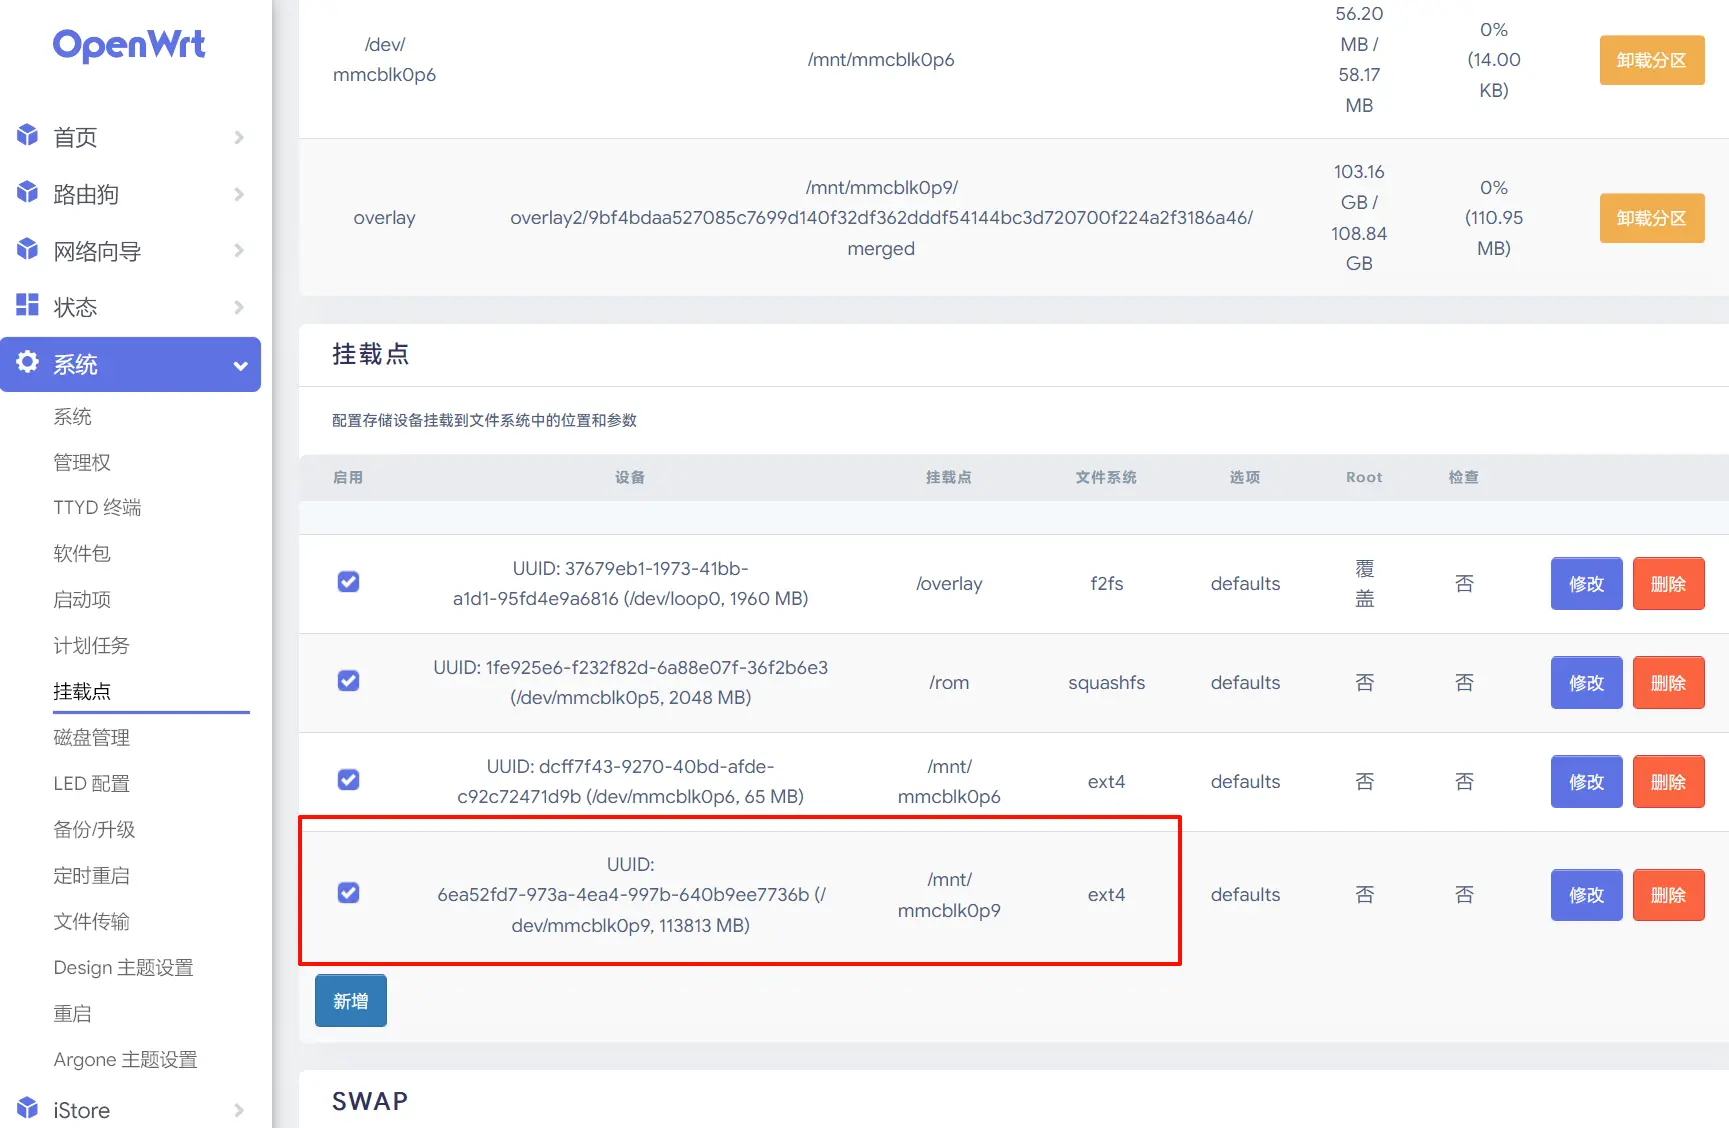 OpenWrt
首页
路由狗
网络向导
状态
系统
系统
管理权
TTYD 终端
软件包
启动项
计划任务
挂载点
磁盘管理
LED 配置
备份/升级
定时重启
文件传输
Design 主题设置
重启
Argone 主题设置
iStore
/dev/
mmcblk0p6
/mnt/mmcblk0p6
56.20
MB /
58.17
MB
0%
(14.00
KB)
卸载分区
overlay
/mnt/mmcblk0p9/
overlay2/9bf4bdaa527085c7699d140f32df362dddf54144bc3d720700f224a2f3186a46/
merged
103.16
GB /
108.84
GB
0%
(110.95
MB)
卸载分区
挂载点
配置存储设备挂载到文件系统中的位置和参数
启用 设备 挂载点 文件系统 选项 Root 检查
UUID: 37679eb1-1973-41bb-
a1d1-95fd4e9a6816 (/dev/loop0, 1960 MB)
/overlay
f2fs
defaults
覆
盖
否
修改
删除
UUID: 1fe925e6-f232f82d-6a88e07f-36f2b6e3
(/dev/mmcblk0p5, 2048 MB)
/rom
squashfs
defaults
否
否
修改
删除
UUID: dcff7f43-9270-40bd-afde-
c92c72471d9b (/dev/mmcblk0p6, 65 MB)
/mnt/
mmcblk0p6
ext4
defaults
否
否
修改
删除
UUID:
6ea52fd7-973a-4ea4-997b-640b9ee7736b (/
dev/mmcblk0p9, 113813 MB)
/mnt/
mmcblk0p9
ext4
defaults
否
否
修改
删除
新增
SWAP